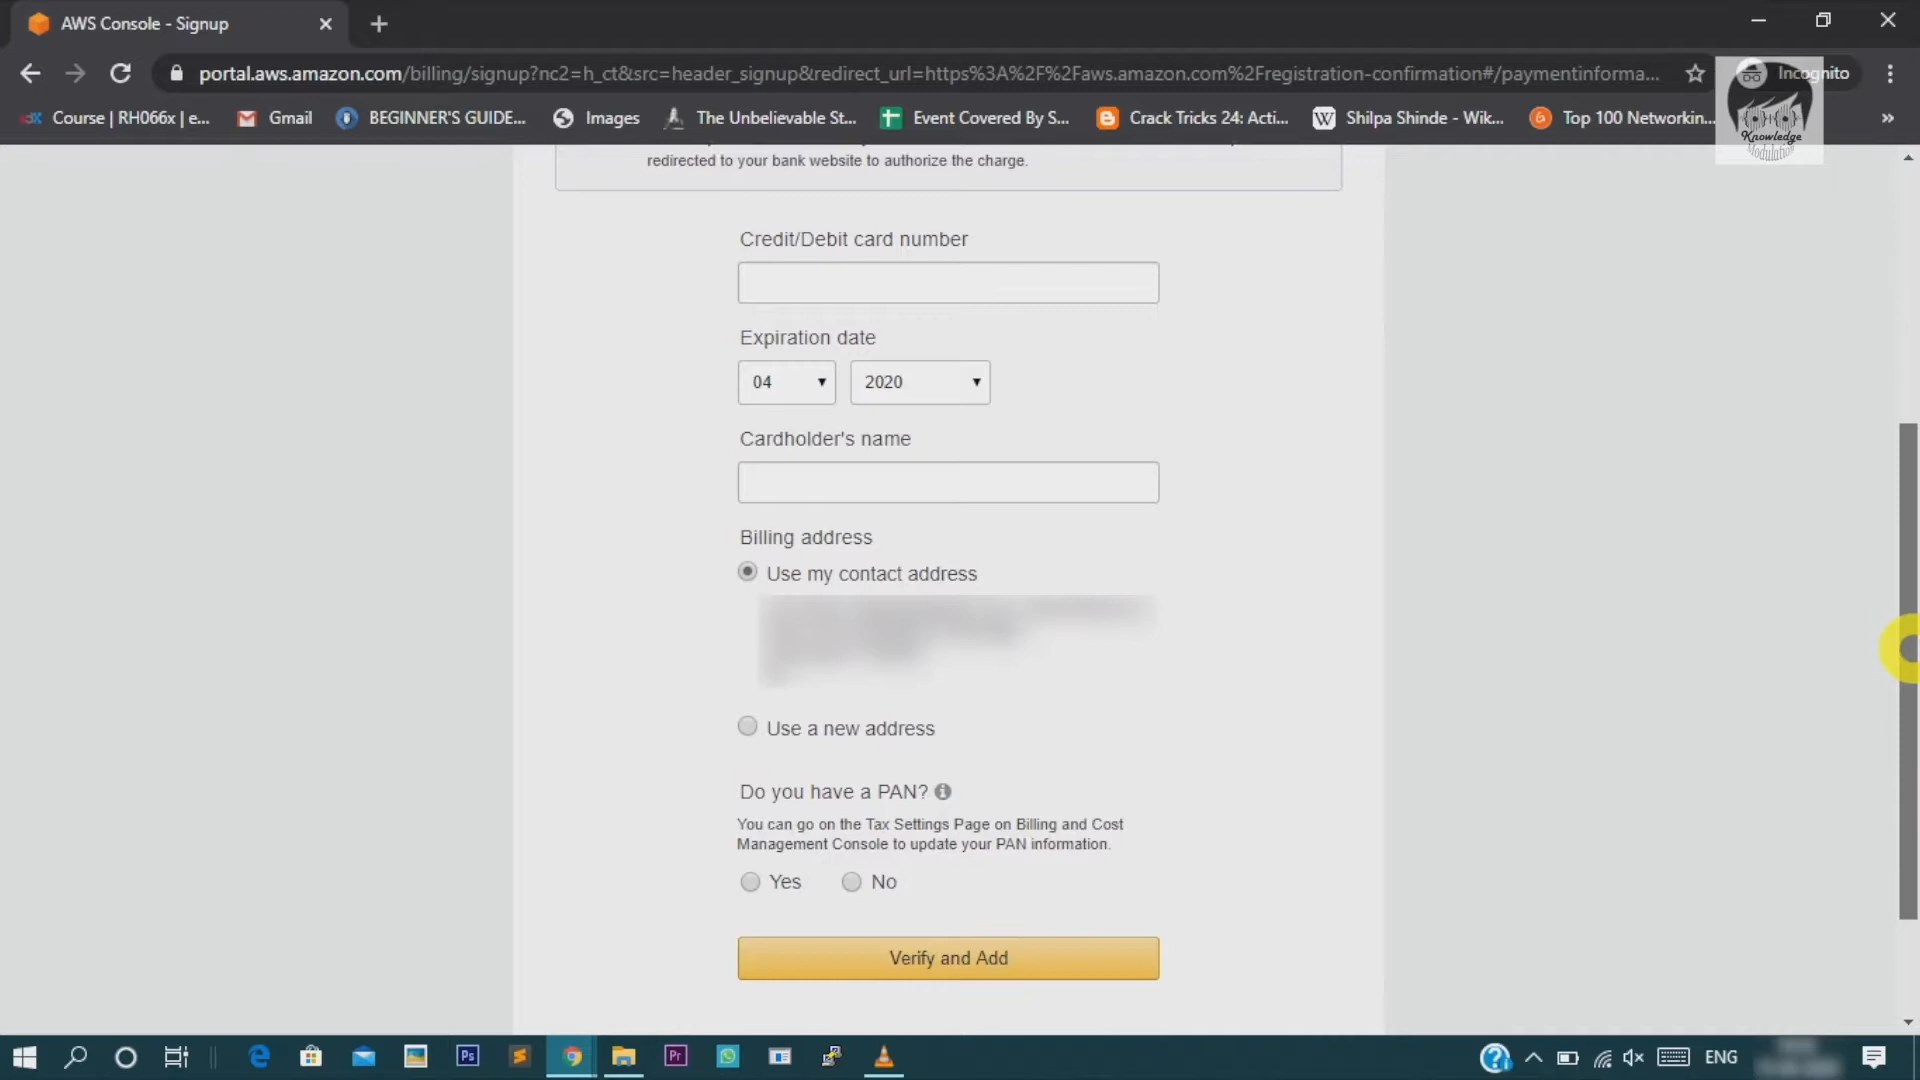 AWS Console - Signup
portal.aws.amazon.com/billing/signup?nc2=h_ct&src=header_signup&redirect_url=https%3A%2F%2Faws.amazon.com%2Fregistration-confirmation#/paymentinforma...
Incognito
Course | RH066x | e...
Gmail
BEGINNER'S GUIDE...
Images
The Unbelievable St...
Event Covered By S...
Crack Tricks 24: Acti...
Shilpa Shinde - Wik...
Top 100 Networkin...
»
Knowledge
Modulation
redirected to your bank website to authorize the charge.
Credit/Debit card number
Expiration date
04
2020
Cardholder's name
Billing address
Use my contact address
Use a new address
Do you have a PAN?
You can go on the Tax Settings Page on Billing and Cost
Management Console to update your PAN information.
Yes
No
Verify and Add
Ps
Pr
ENG